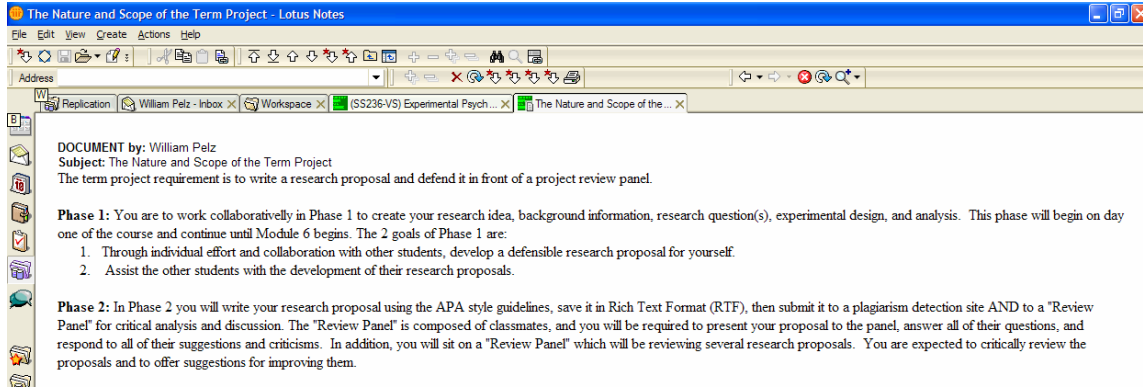 The Nature and Scope of the Term Project - Lotus Notes
File Edit View Create Actions Help
Address
W
Replication William Pelz - Inbox Workspace (SS236-VS) Experimental Psych ... The Nature and Scope of the ...
B
DOCUMENT by: William Pelz
Subject: The Nature and Scope of the Term Project
The term project requirement is to write a research proposal and defend it in front of a project review panel.
Phase 1: You are to work collaborativelly in Phase 1 to create your research idea, background information, research question(s), experimental design, and analysis. This phase will begin on day
one of the course and continue until Module 6 begins. The 2 goals of Phase 1 are:
1. Through individual effort and collaboration with other students, develop a defensible research proposal for yourself.
2. Assist the other students with the development of their research proposals.
Phase 2: In Phase 2 you will write your research proposal using the APA style guidelines, save it in Rich Text Format (RTF), then submit it to a plagiarism detection site AND to a "Review
Panel" for critical analysis and discussion. The "Review Panel" is composed of classmates, and you will be required to present your proposal to the panel, answer all of their questions, and
respond to all of their suggestions and criticisms. In addition, you will sit on a "Review Panel" which will be reviewing several research proposals. You are expected to critically review the
proposals and to offer suggestions for improving them.